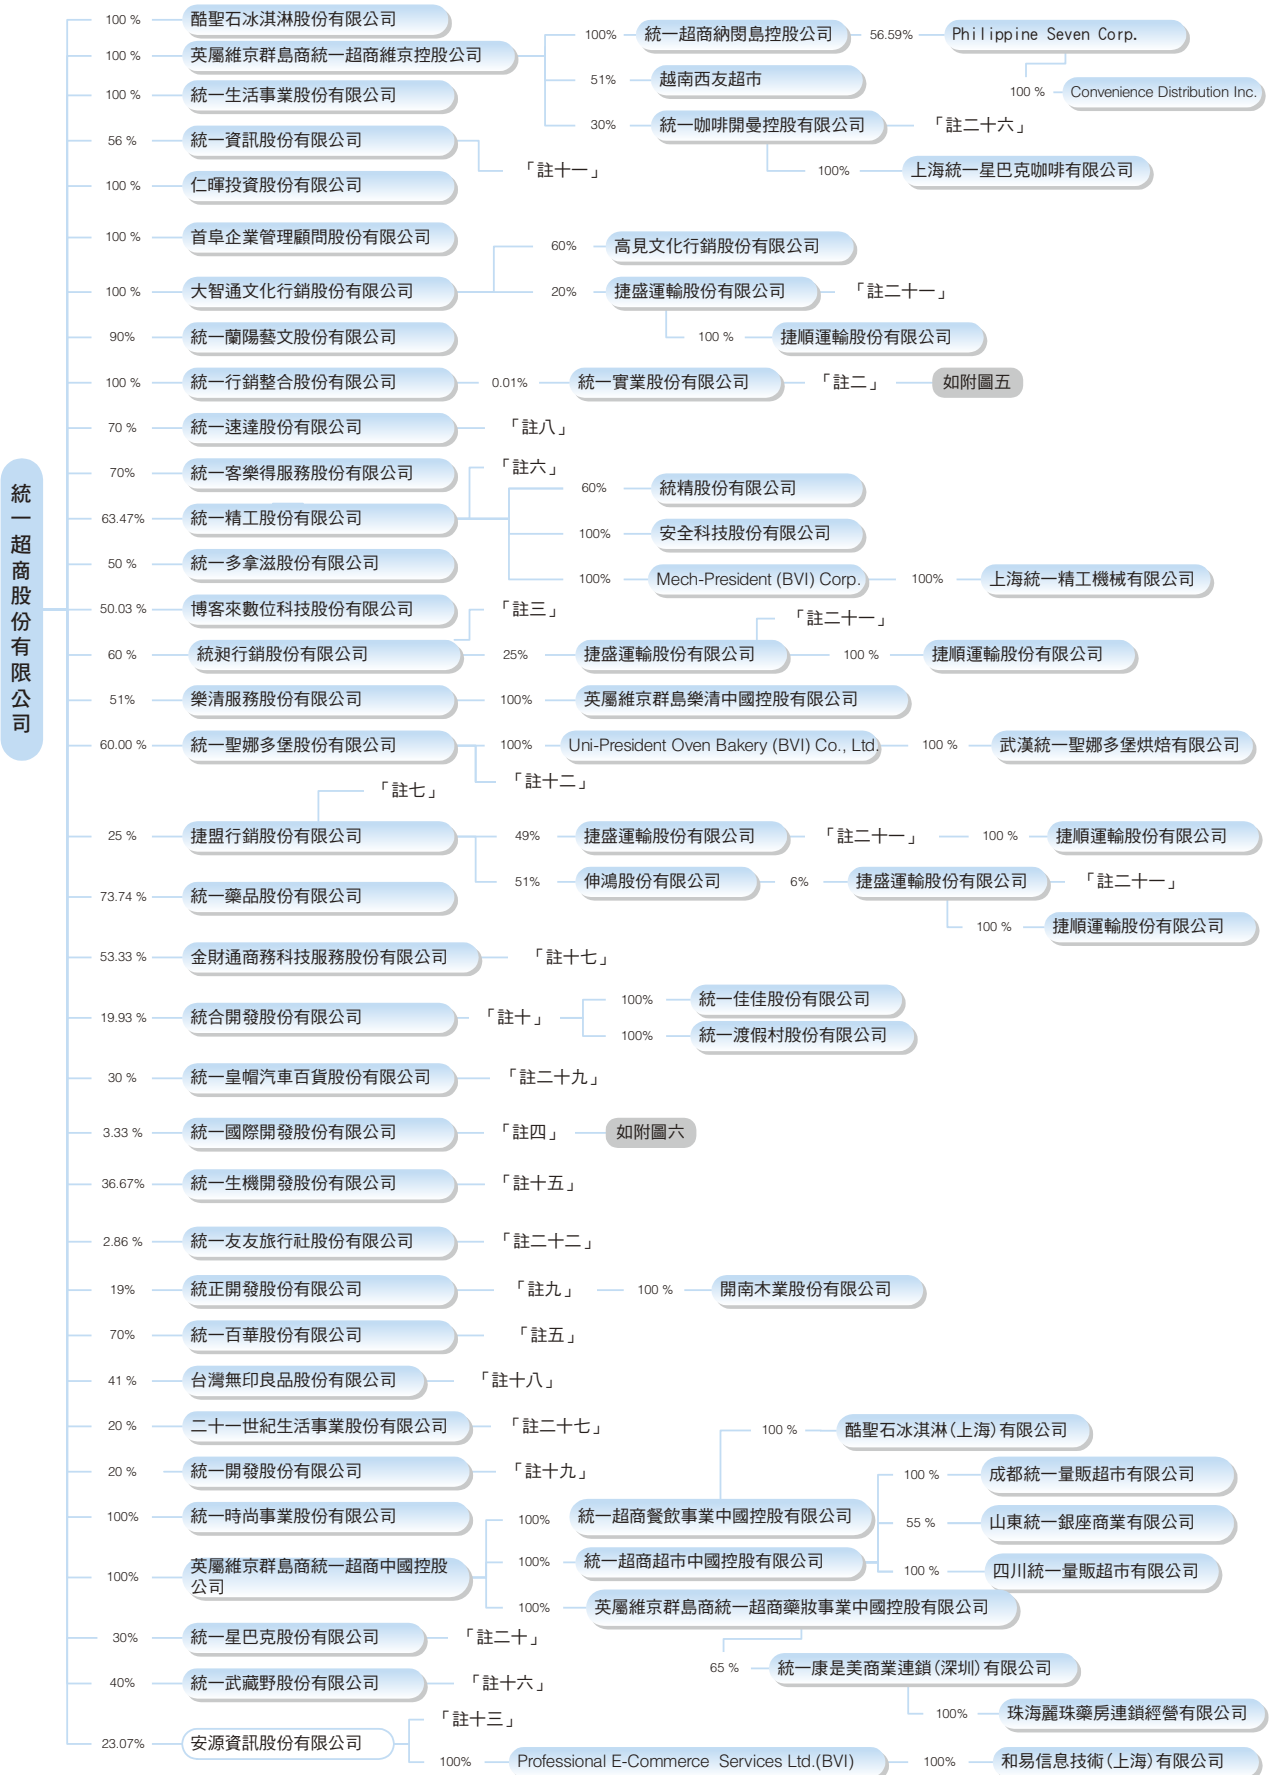 統一超商股份有限公司
100 %
酷聖石冰淇淋股份有限公司
100 %
英屬維京群島商統一超商維京控股公司
100%
統一超商納閩島控股公司
56.59%
Philippine Seven Corp.
100 %
Convenience Distribution Inc.
51%
越南西友超市
30%
統一咖啡開曼控股有限公司
「註二十六」
100%
上海統一星巴克咖啡有限公司
100 %
統一生活事業股份有限公司
56 %
統一資訊股份有限公司
「註十一」
100 %
仁暉投資股份有限公司
100 %
首阜企業管理顧問股份有限公司
100 %
大智通文化行銷股份有限公司
60%
高見文化行銷股份有限公司
20%
捷盛運輸股份有限公司
「註二十一」
100 %
捷順運輸股份有限公司
90%
統一蘭陽藝文股份有限公司
100 %
統一行銷整合股份有限公司
0.01%
統一實業股份有限公司
「註二」
如附圖五
70 %
統一速達股份有限公司
「註八」
70%
統一客樂得服務股份有限公司
63.47%
統一精工股份有限公司
「註六」
60%
統精股份有限公司
100%
安全科技股份有限公司
100%
Mech-President (BVI) Corp.
100%
上海統一精工機械有限公司
50 %
統一多拿滋股份有限公司
50.03 %
博客來數位科技股份有限公司
60 %
統昶行銷股份有限公司
「註三」
25%
捷盛運輸股份有限公司
「註二十一」
100 %
捷順運輸股份有限公司
51%
樂清服務股份有限公司
100%
英屬維京群島樂清中國控股有限公司
60.00 %
統一聖娜多堡股份有限公司
100%
Uni-President Oven Bakery (BVI) Co., Ltd.
100 %
武漢統一聖娜多堡烘焙有限公司
「註十二」
「註七」
25 %
捷盟行銷股份有限公司
49%
捷盛運輸股份有限公司
「註二十一」
100 %
捷順運輸股份有限公司
51%
伸鴻股份有限公司
6%
捷盛運輸股份有限公司
「註二十一」
100 %
捷順運輸股份有限公司
73.74 %
統一藥品股份有限公司
53.33 %
金財通商務科技服務股份有限公司
「註十七」
19.93 %
統合開發股份有限公司
「註十」
100%
統一佳佳股份有限公司
100%
統一渡假村股份有限公司
30 %
統一皇帽汽車百貨股份有限公司
「註二十九」
3.33 %
統一國際開發股份有限公司
「註四」
如附圖六
36.67%
統一生機開發股份有限公司
「註十五」
2.86 %
統一友友旅行社股份有限公司
「註二十二」
19%
統正開發股份有限公司
「註九」
100 %
開南木業股份有限公司
70%
統一百華股份有限公司
「註五」
41 %
台灣無印良品股份有限公司
「註十八」
20 %
二十一世紀生活事業股份有限公司
「註二十七」
20 %
統一開發股份有限公司
「註十九」
100%
統一時尚事業股份有限公司
100%
英屬維京群島商統一超商中國控股
公司
100%
統一超商餐飲事業中國控股有限公司
100 %
酷聖石冰淇淋(上海)有限公司
100%
統一超商超市中國控股有限公司
100 %
成都統一量販超市有限公司
55 %
山東統一銀座商業有限公司
100 %
四川統一量販超市有限公司
100%
英屬維京群島商統一超商藥妝事業中國控股有限公司
65 %
統一康是美商業連鎖(深圳)有限公司
100%
珠海麗珠藥房連鎖經營有限公司
30%
統一星巴克股份有限公司
「註二十」
40%
統一武藏野股份有限公司
「註十六」
23.07%
安源資訊股份有限公司
「註十三」
100%
Professional E-Commerce Services Ltd.(BVI)
100%
和易信息技術(上海)有限公司